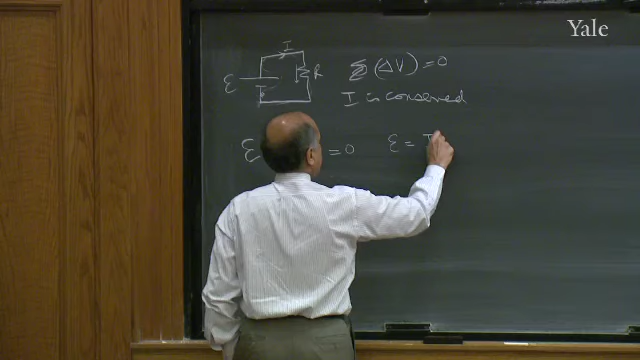 Yale
I
ℰ
R
Σ(ΔV) = 0
I is conserved
ℰ
= 0
ℰ = I